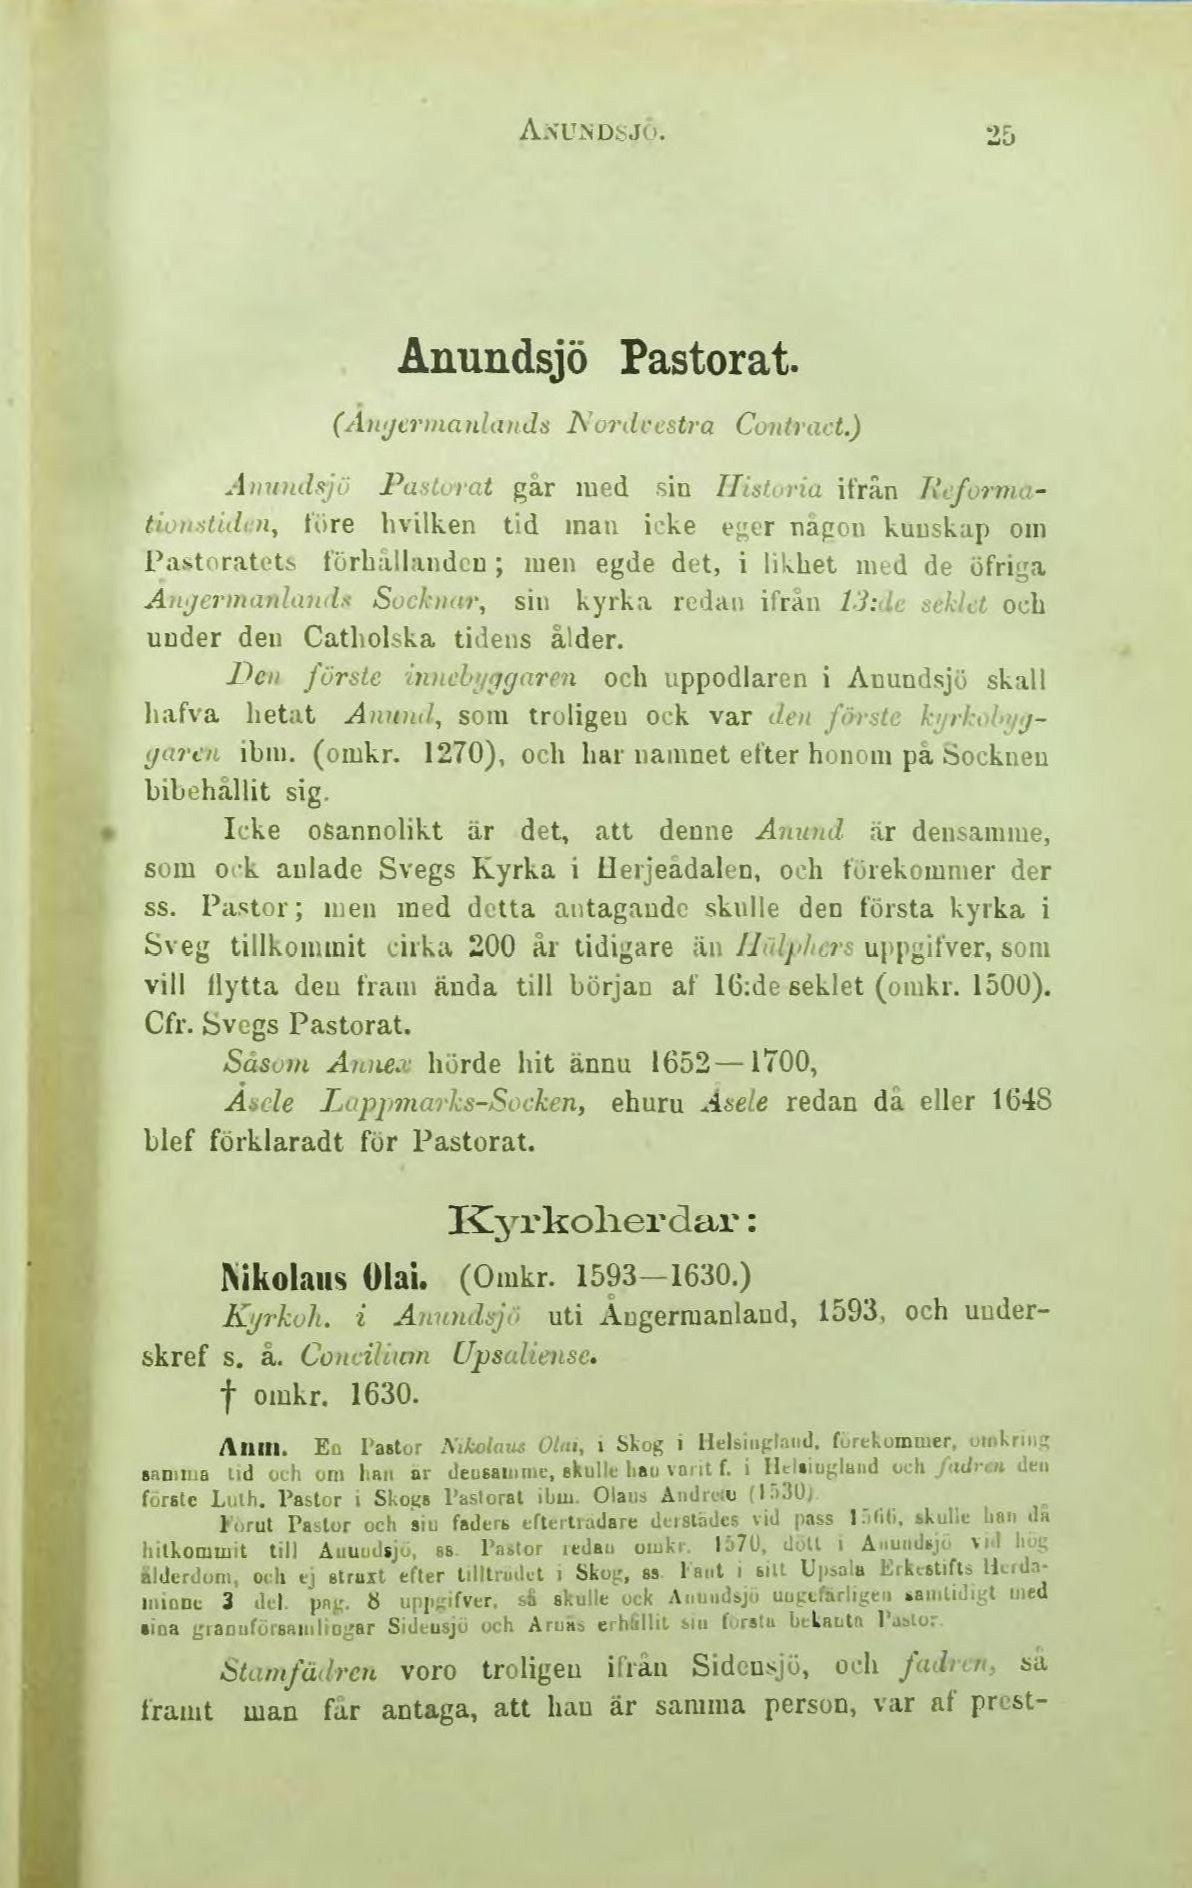 ANUNDSJÖ. 25
Anundsjö Pastorat.
(Ångermanlands Nordvestra Contract.)
Anundsjö Pastorat går med sin Historia ifrån Reforma-
tionstiden, före hvilken tid man icke eger någon kunskap om
Pastoratets förhållanden; men egde det, i likhet med de öfriga
Ångermanlands Socknar, sin kyrka redan ifrån 13:de seklet och
under den Catholska tidens ålder.
Den förste innebyggaren och uppodlaren i Anundsjö skall
hafva hetat Anund, som troligen ock var den förste kyrkobyg-
garen ibm. (omkr. 1270), och har namnet efter honom på Socknen
bibehållit sig.
Icke osannolikt är det, att denne Anund är densamme,
som ock anlade Svegs Kyrka i Herjeådalen, och förekommer der
ss. Pastor; men med detta antagande skulle den första kyrka i
Sveg tillkommit cirka 200 år tidigare än Hülphers uppgifver, som
vill flytta den fram ända till början af 16:de seklet (omkr. 1500).
Cfr. Svegs Pastorat.
Såsom Annex hörde hit ännu 1652—1700,
Åsele Lappmarks-Socken, ehuru Åsele redan då eller 1648
blef förklaradt för Pastorat.
Kyrkoherdar:
Nikolaus Olai. (Omkr. 1593—1630.)
Kyrkoh. i Anundsjö uti Ångermanland, 1593, och under-
skref s. å. Concilium Upsaliense.
† omkr. 1630.
Anm. En Pastor Nikolaus Olai, i Skog i Helsingland, förekommer, omkring
samma tid och om han är densamme, skulle han varit f. i Helsingland och fadren den
förste Luth. Pastor i Skogs Pastorat ibm. Olaus Andreæ (1530)
Förut Pastor och sin faders efterträdare derstädes vid pass 1566, skulle han då
hitkommit till Anundsjö, ss. Pastor redan omkr. 1570, dött i Anundsjö vid hög
ålderdom, och ej straxt efter tillträdet i Skog, ss Fant i sitt Upsala Erkestifts Herda-
minne 3 del. pag. 8 uppgifver, så skulle ock Anundsjö ungefärligen samtidigt med
sina grannförsamlingar Sidensjö och Arnäs erhållit sin första bekanta Pastor.
Stamfädren voro troligen ifrån Sidensjö, och fadren, så
framt man får antaga, att han är samma person, var af prest-